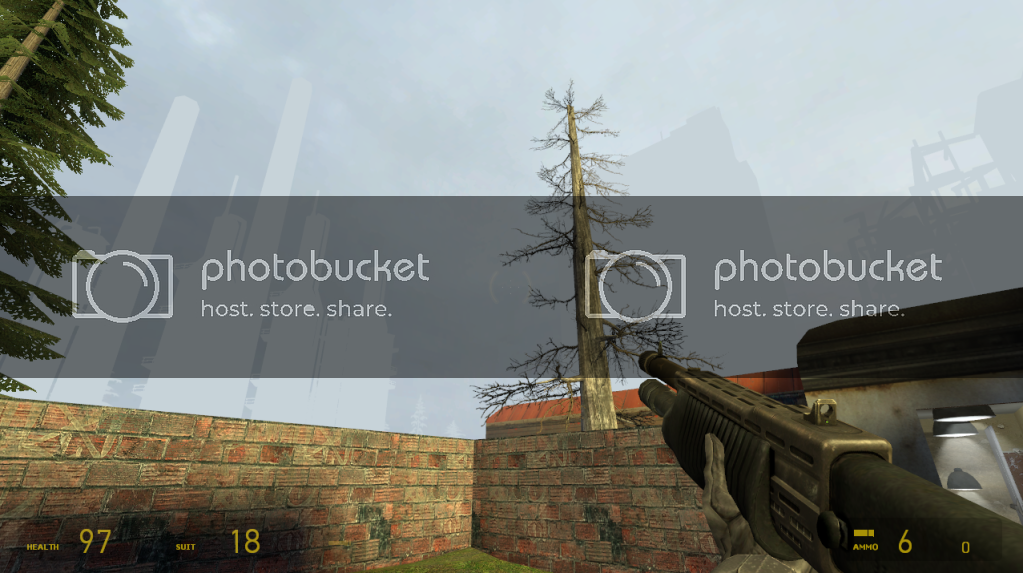 photobucket photobucket
host. store. share. host. store. share.
HEALTH 97 SUIT 18 AMMO 6 0